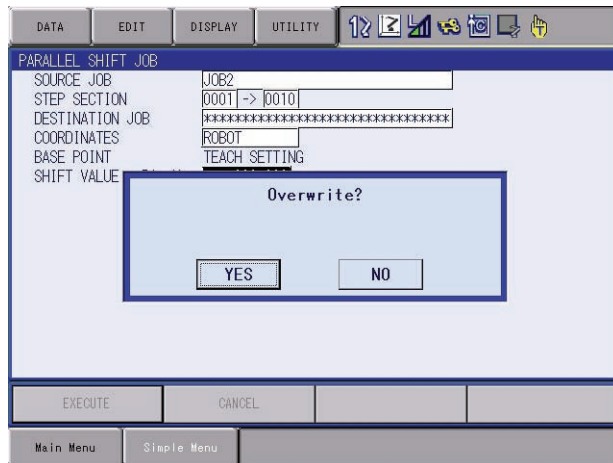 DATA EDIT DISPLAY UTILITY
PARALLEL SHIFT JOB
SOURCE JOB JOB2
STEP SECTION 0001 -> 0010
DESTINATION JOB ********************************
COORDINATES ROBOT
BASE POINT TEACH SETTING
SHIFT VALUE
Overwrite?
YES NO
EXECUTE CANCEL
Main Menu Simple Menu